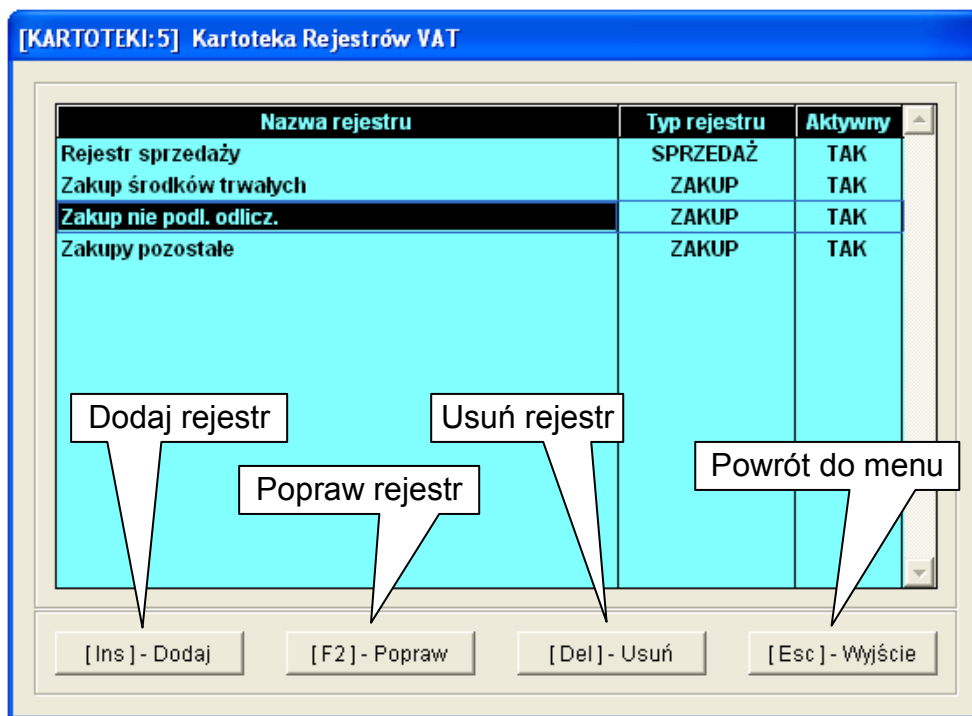 [KARTOTEKI:5] Kartoteka Rejestrów VAT
Nazwa rejestru Typ rejestru Aktywny
Rejestr sprzedaży SPRZEDAŻ TAK
Zakup środków trwałych ZAKUP TAK
Zakup nie podl. odlicz. ZAKUP TAK
Zakupy pozostałe ZAKUP TAK
Dodaj rejestr Usuń rejestr
Powrót do menu
Popraw rejestr
[Ins]-Dodaj [F2]-Popraw [Del]-Usuń [Esc]-Wyjście